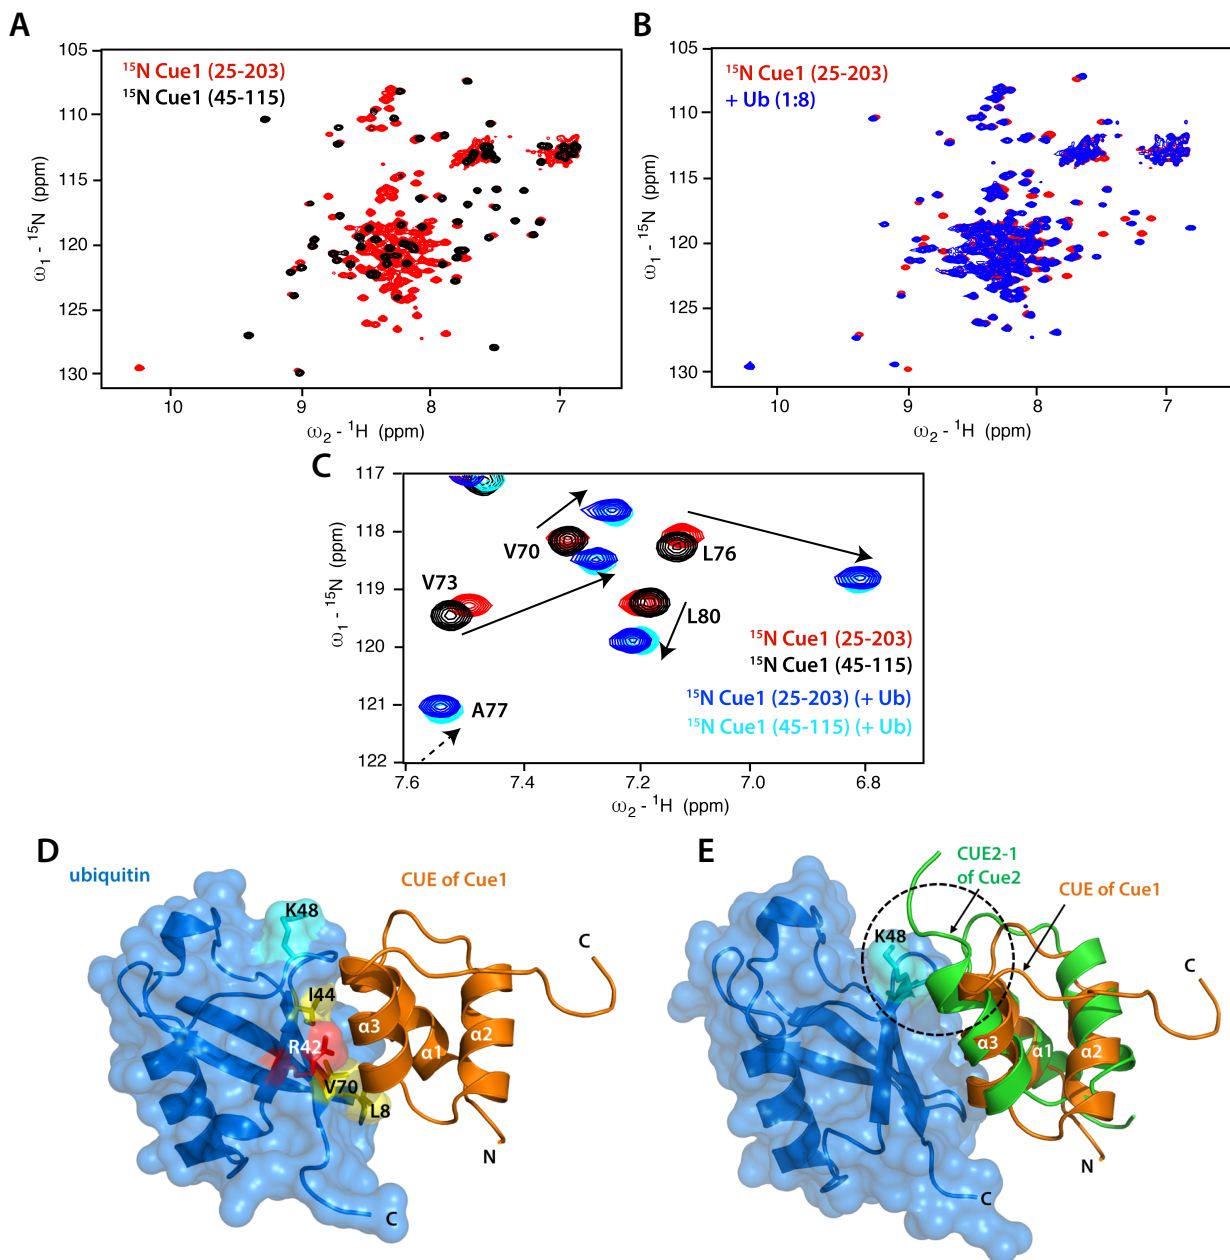 A
B
105
110
115
120
125
130
ω1 - 15N (ppm)
15N Cue1 (25-203)
15N Cue1 (45-115)
10
9
8
7
ω2 - 1H (ppm)
105
110
115
120
125
130
ω1 - 15N (ppm)
15N Cue1 (25-203)
+ Ub (1:8)
10
9
8
7
ω2 - 1H (ppm)
C
117
118
119
120
121
122
ω1 - 15N (ppm)
V70
L76
V73
L80
A77
15N Cue1 (25-203)
15N Cue1 (45-115)
15N Cue1 (25-203) (+ Ub)
15N Cue1 (45-115) (+ Ub)
7.6
7.4
7.2
7.0
6.8
ω2 - 1H (ppm)
D
ubiquitin
CUE of Cue1
K48
I44
R42
V70
L8
α3
α1
α2
C
N
C
E
CUE2-1
of Cue2
CUE of Cue1
K48
α3
α1
α2
C
N
C